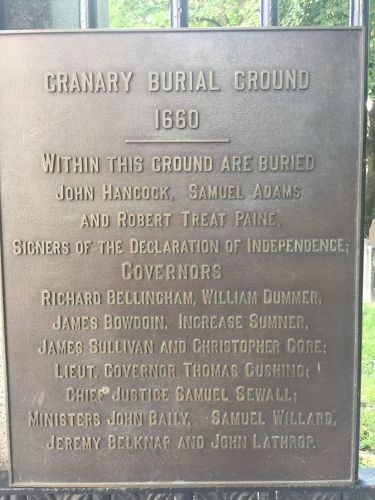 GRANARY BURIAL GROUND
1660
WITHIN THIS GROUND ARE BURIED
JOHN HANCOCK, SAMUEL ADAMS
AND ROBERT TREAT PAINE,
SIGNERS OF THE DECLARATION OF INDEPENDENCE;
GOVERNORS
RICHARD BELLINGHAM, WILLIAM DUMMER,
JAMES BOWDOIN, INCREASE SUMNER,
JAMES SULLIVAN AND CHRISTOPHER GORE;
LIEUT. GOVERNOR THOMAS CUSHING;
CHIEF JUSTICE SAMUEL SEWALL;
MINISTERS JOHN BAILY, SAMUEL WILLARD,
JEREMY BELKNAP AND JOHN LATHROP.